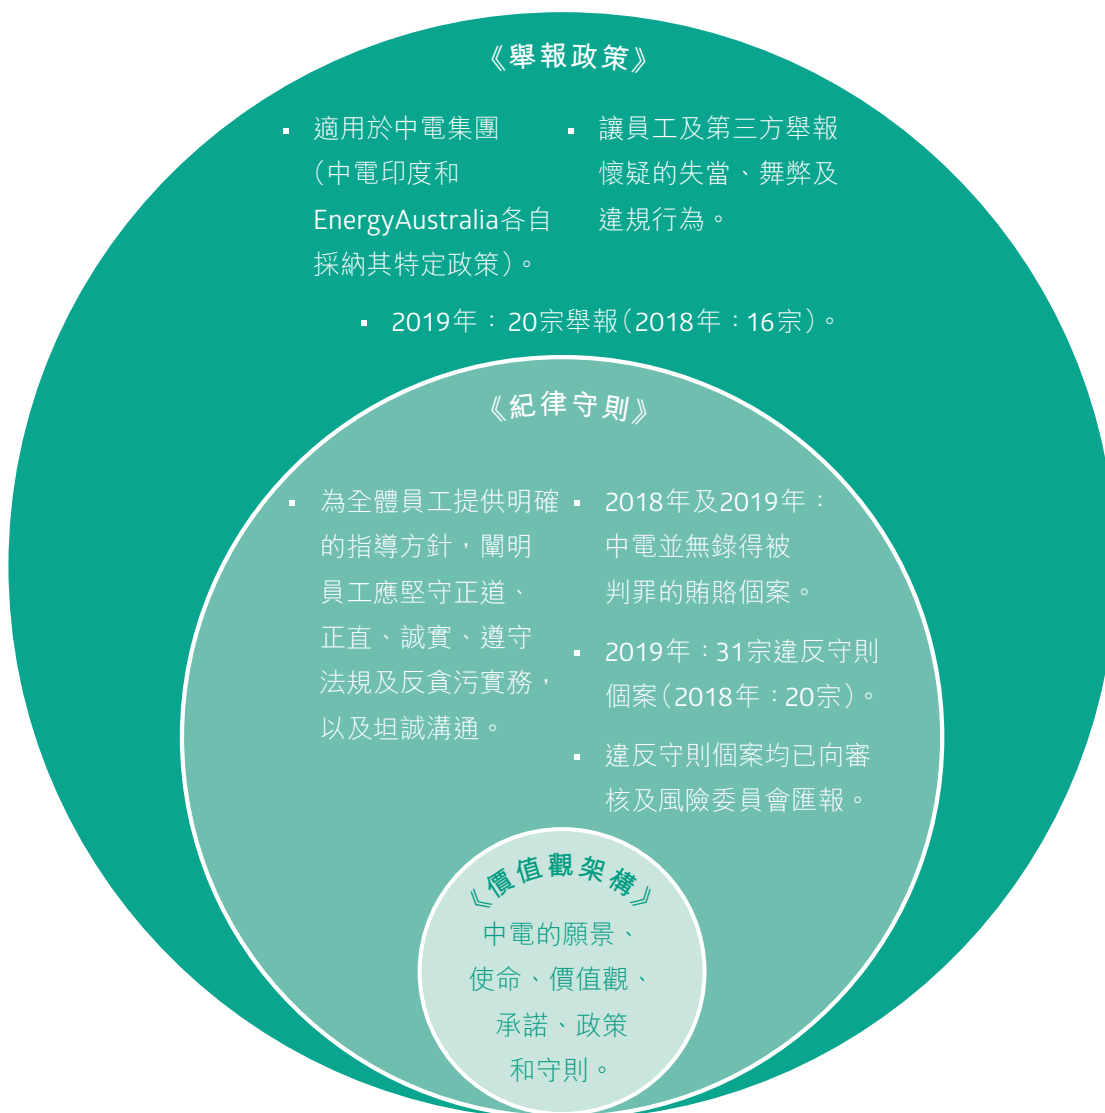 《舉報政策》
▪ 適用於中電集團
（中電印度和
EnergyAustralia各自
採納其特定政策）。
▪ 讓員工及第三方舉報
懷疑的失當、舞弊及
違規行為。
▪ 2019年：20宗舉報（2018年：16宗）。
《紀律守則》
▪ 為全體員工提供明確
的指導方針，闡明
員工應堅守正道、
正直、誠實、遵守
法規及反貪污實務，
以及坦誠溝通。
▪ 2018年及2019年：
中電並無錄得被
判罪的賄賂個案。
▪ 2019年：31宗違反守則
個案（2018年：20宗）。
▪ 違反守則個案均已向審
核及風險委員會匯報。
《價值觀架構》
中電的願景、
使命、價值觀、
承諾、政策
和守則。